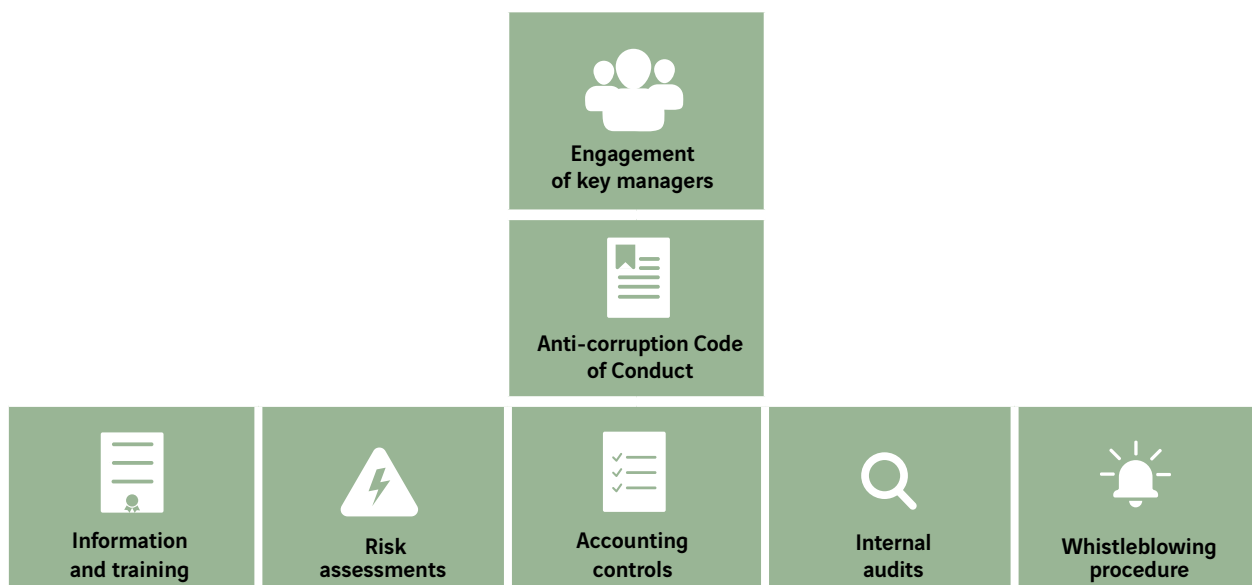 Engagement
of key managers
Anti-corruption Code
of Conduct
Information
and training
Risk
assessments
Accounting
controls
Internal
audits
Whistleblowing
procedure